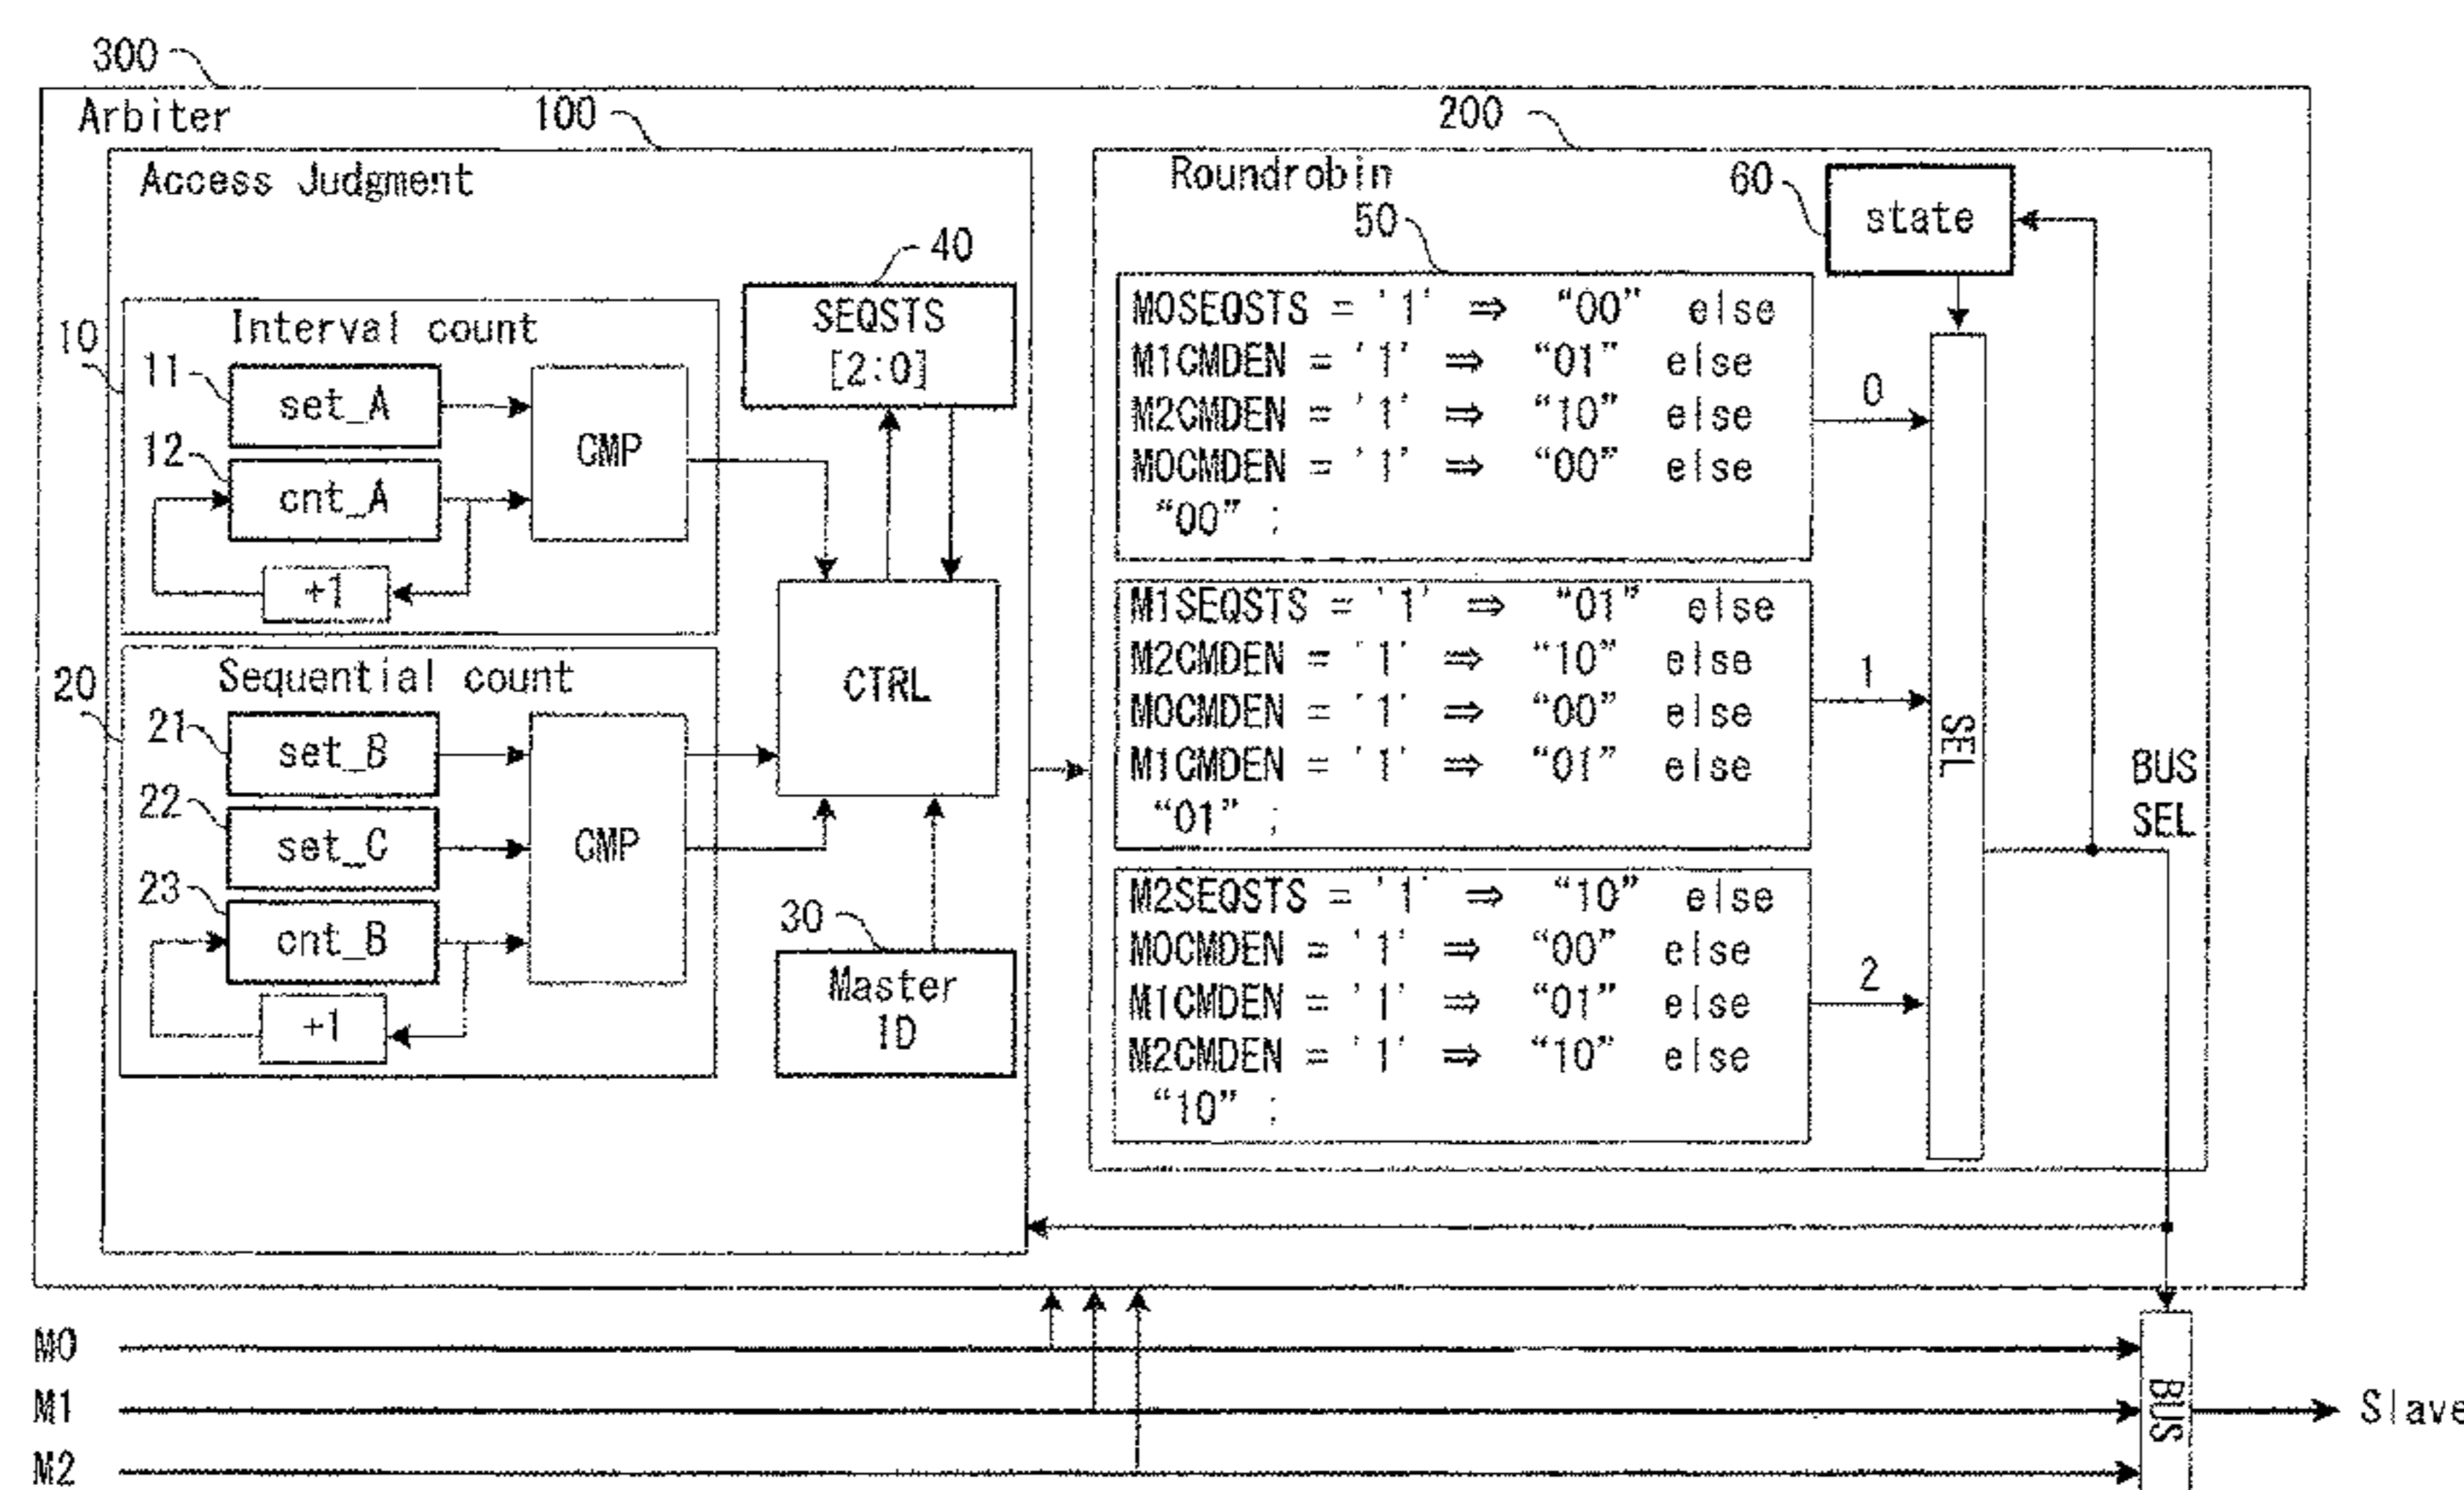 300
Arbiter
100
200
Access Judgment
Roundrobin
60
state
50
40
SEQSTS
[2:0]
10
Interval count
11
set_A
12
cnt_A
CMP
+1
M0SEQSTS = '1' ⇒ “00” else
M1CMDEN = '1' ⇒ “01” else
M2CMDEN = '1' ⇒ “10” else
M0CMDEN = '1' ⇒ “00” else
“00” ;
0
20
Sequential count
21
set_B
22
set_C
23
cnt_B
CMP
+1
CTRL
30
Master
ID
M1SEQSTS = '1' ⇒ “01” else
M2CMDEN = '1' ⇒ “10” else
M0CMDEN = '1' ⇒ “00” else
M1CMDEN = '1' ⇒ “01” else
“01” ;
1
SEL
BUS
SEL
M2SEQSTS = '1' ⇒ “10” else
M0CMDEN = '1' ⇒ “00” else
M1CMDEN = '1' ⇒ “01” else
M2CMDEN = '1' ⇒ “10” else
“10” ;
2
M0
M1
M2
BUS
Slave